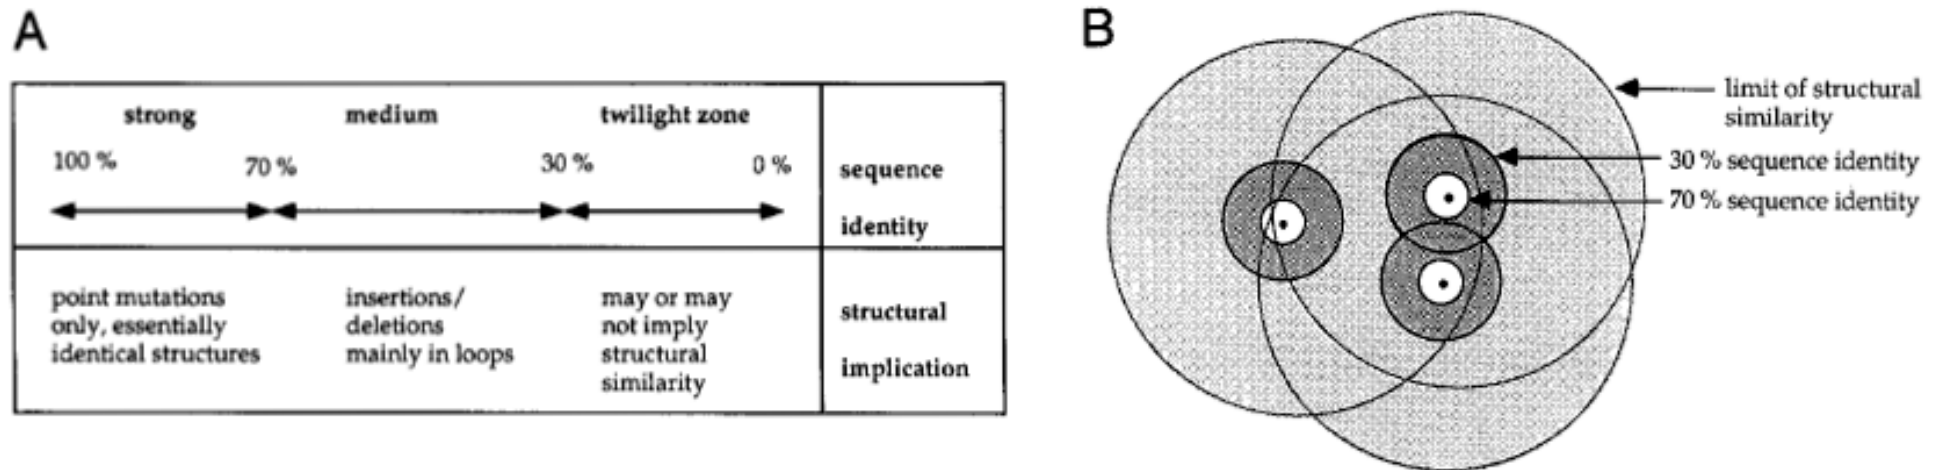 A
strong medium twilight zone
100 % 70 % 30 % 0 %
sequence
identity
point mutations
only, essentially
identical structures
insertions/
deletions
mainly in loops
may or may
not imply
structural
similarity
structural
implication
B
limit of structural
similarity
30 % sequence identity
70 % sequence identity